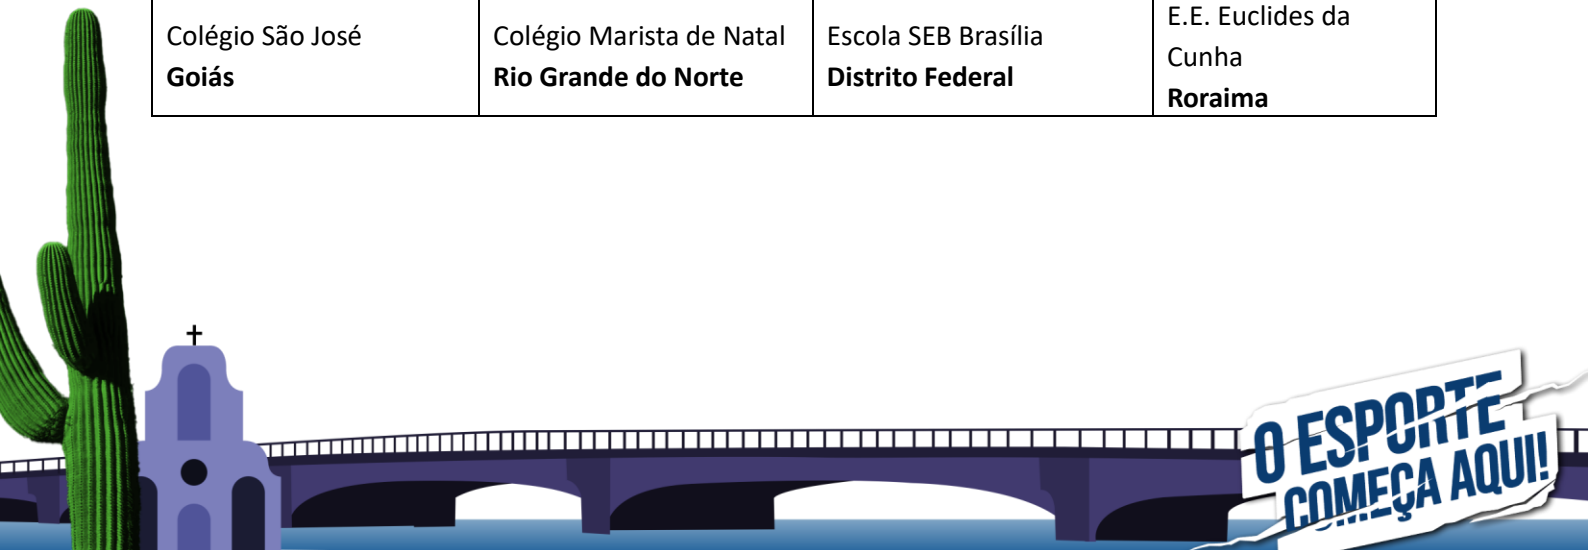 Colégio São José
Goiás
Colégio Marista de Natal
Rio Grande do Norte
Escola SEB Brasília
Distrito Federal
E.E. Euclides da
Cunha
Roraima
O ESPORTE
COMEÇA AQUI!